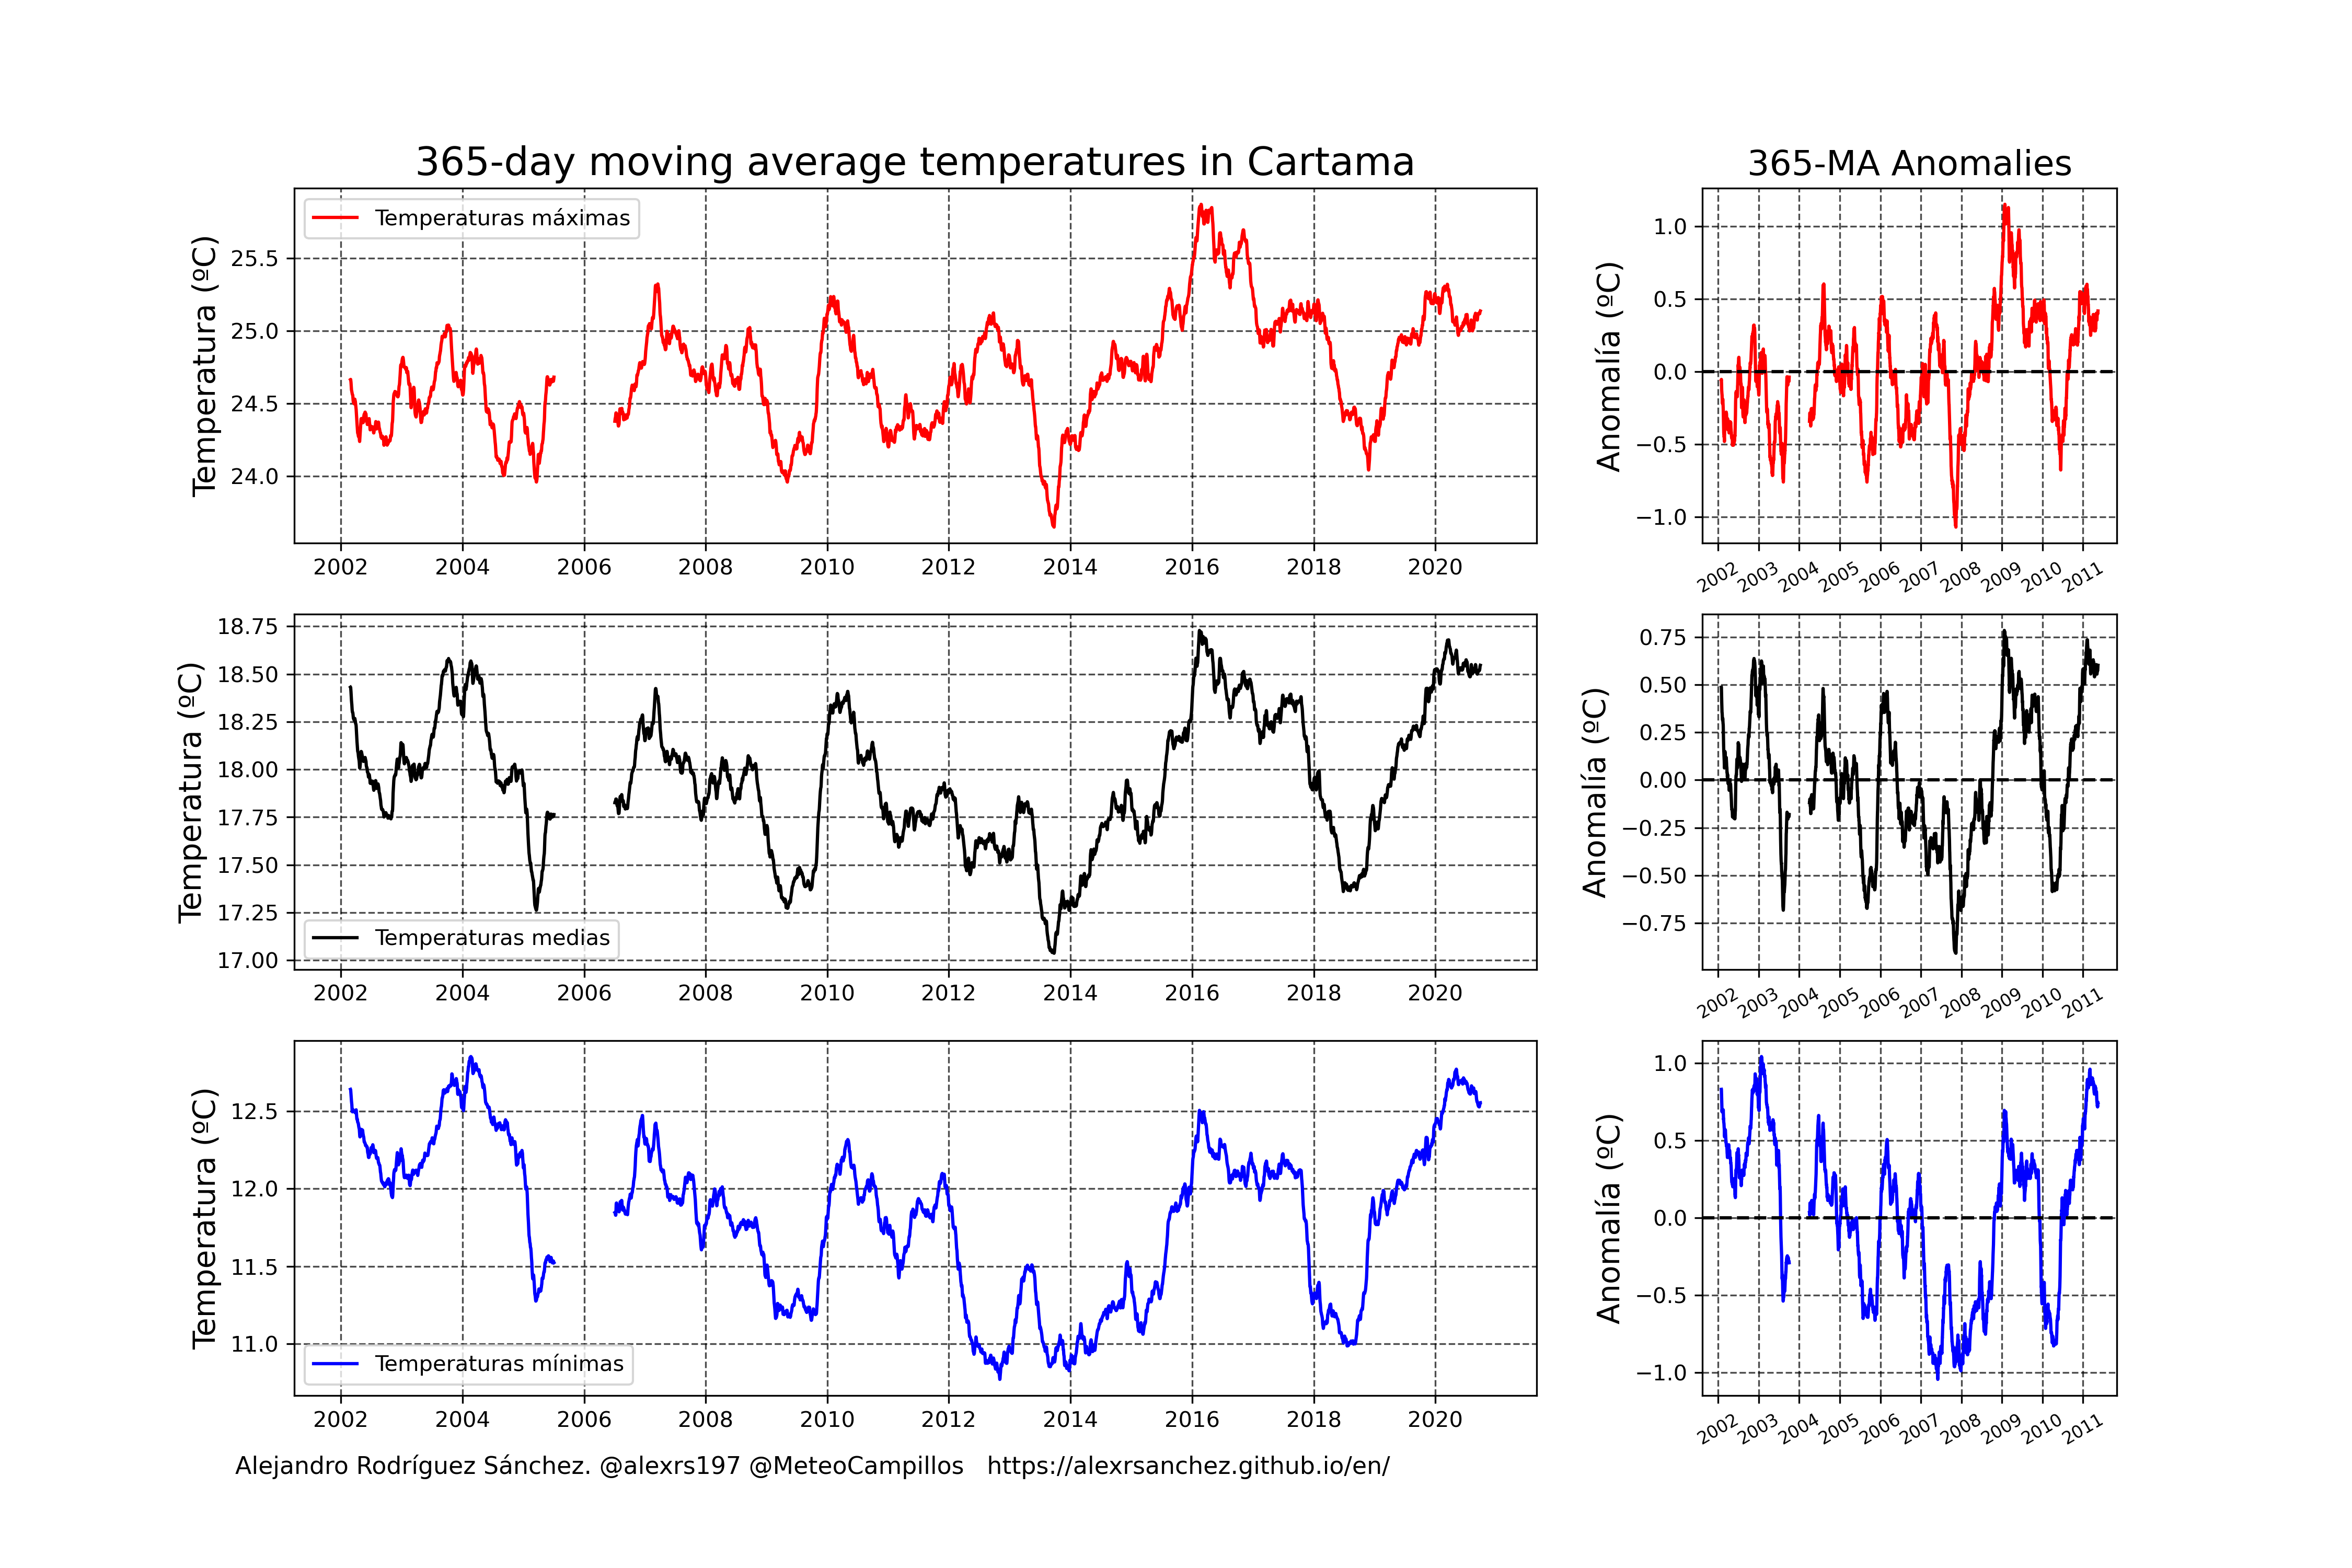 365-day moving average temperatures in Cartama
365-MA Anomalies
Temperaturas máximas
Temperatura (ºC)
25.5
25.0
24.5
24.0
2002 2004 2006 2008 2010 2012 2014 2016 2018 2020
Anomalía (ºC)
1.0
0.5
0.0
−0.5
−1.0
2002 2003 2004 2005 2006 2007 2008 2009 2010 2011
Temperatura (ºC)
18.75
18.50
18.25
18.00
17.75
17.50
17.25
17.00
Temperaturas medias
2002 2004 2006 2008 2010 2012 2014 2016 2018 2020
Anomalía (ºC)
0.75
0.50
0.25
0.00
−0.25
−0.50
−0.75
2002 2003 2004 2005 2006 2007 2008 2009 2010 2011
Temperatura (ºC)
12.5
12.0
11.5
11.0
Temperaturas mínimas
2002 2004 2006 2008 2010 2012 2014 2016 2018 2020
Anomalía (ºC)
1.0
0.5
0.0
−0.5
−1.0
2002 2003 2004 2005 2006 2007 2008 2009 2010 2011
Alejandro Rodríguez Sánchez. @alexrs197 @MeteoCampillos https://alexrsanchez.github.io/en/